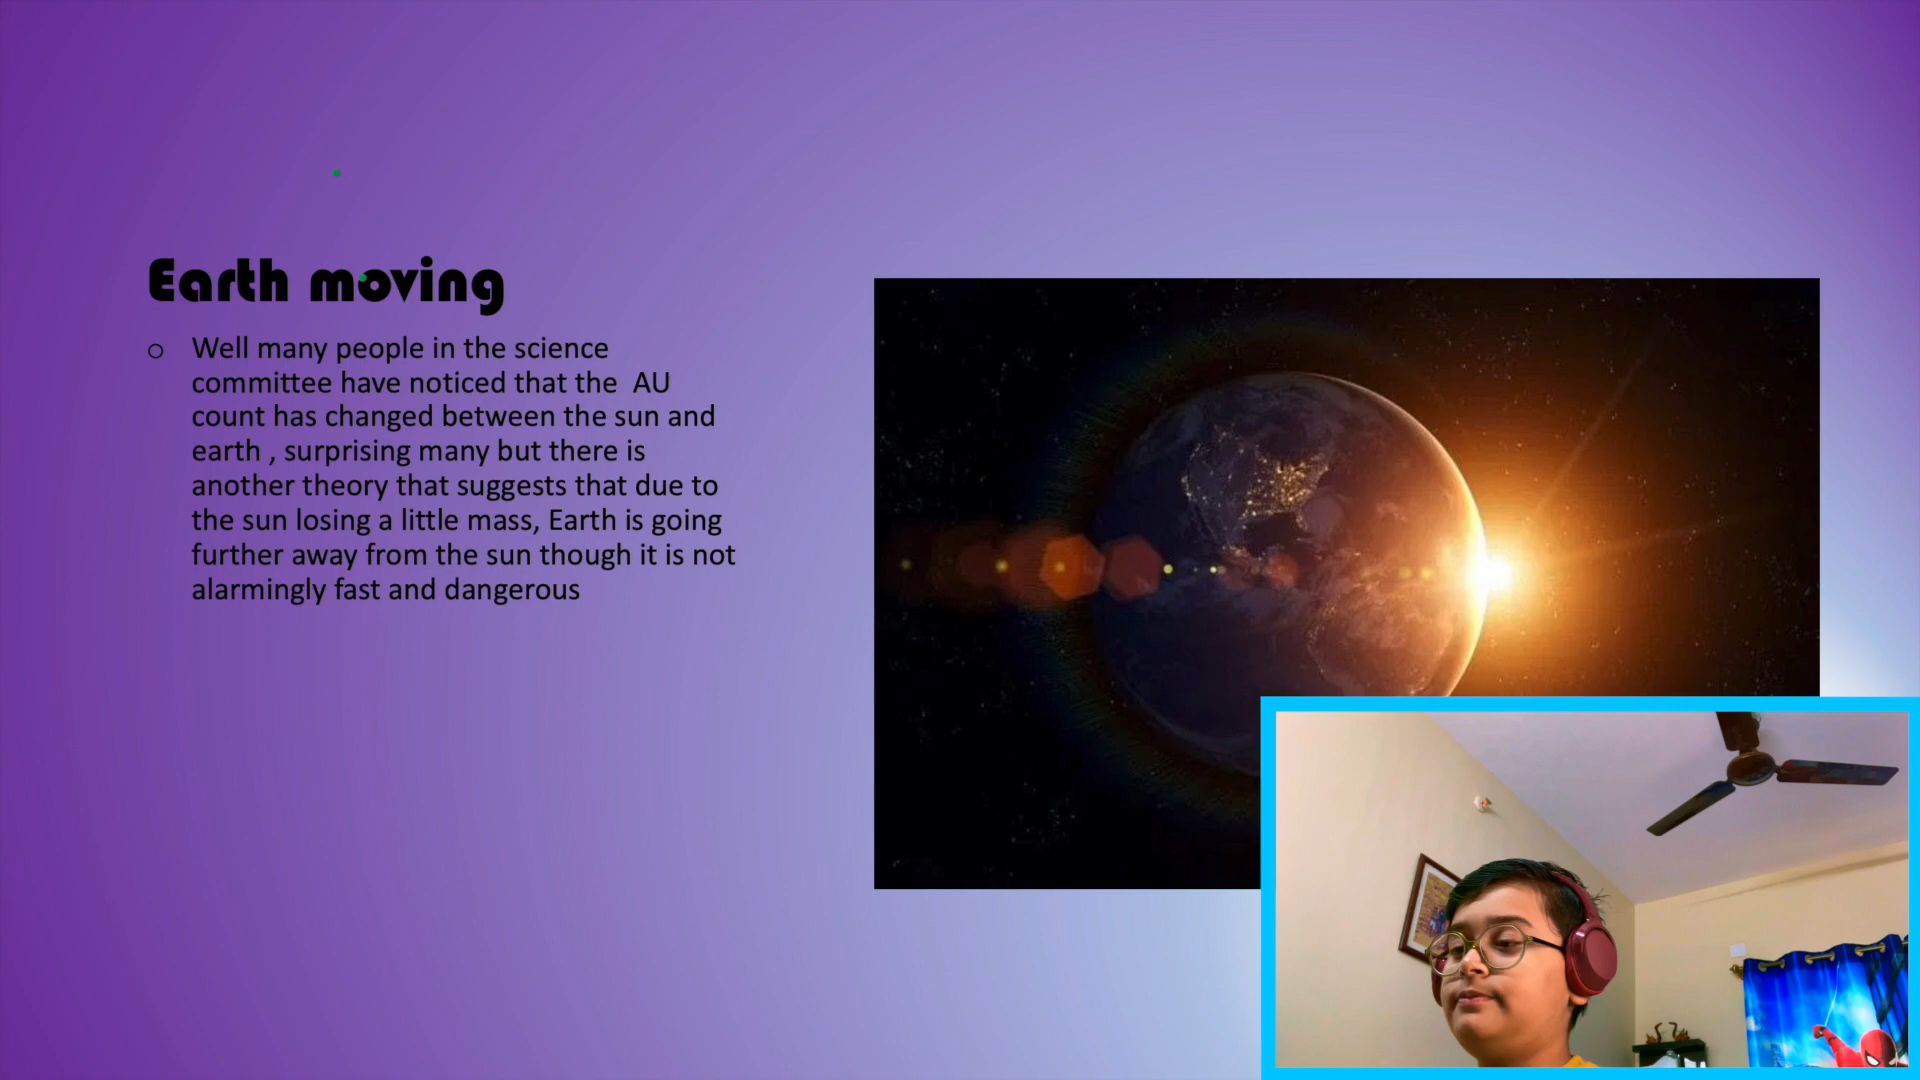 Earth moving
Well many people in the science
committee have noticed that the  AU
count has changed between the sun and
earth , surprising many but there is
another theory that suggests that due to
the sun losing a little mass, Earth is going
further away from the sun though it is not
alarmingly fast and dangerous